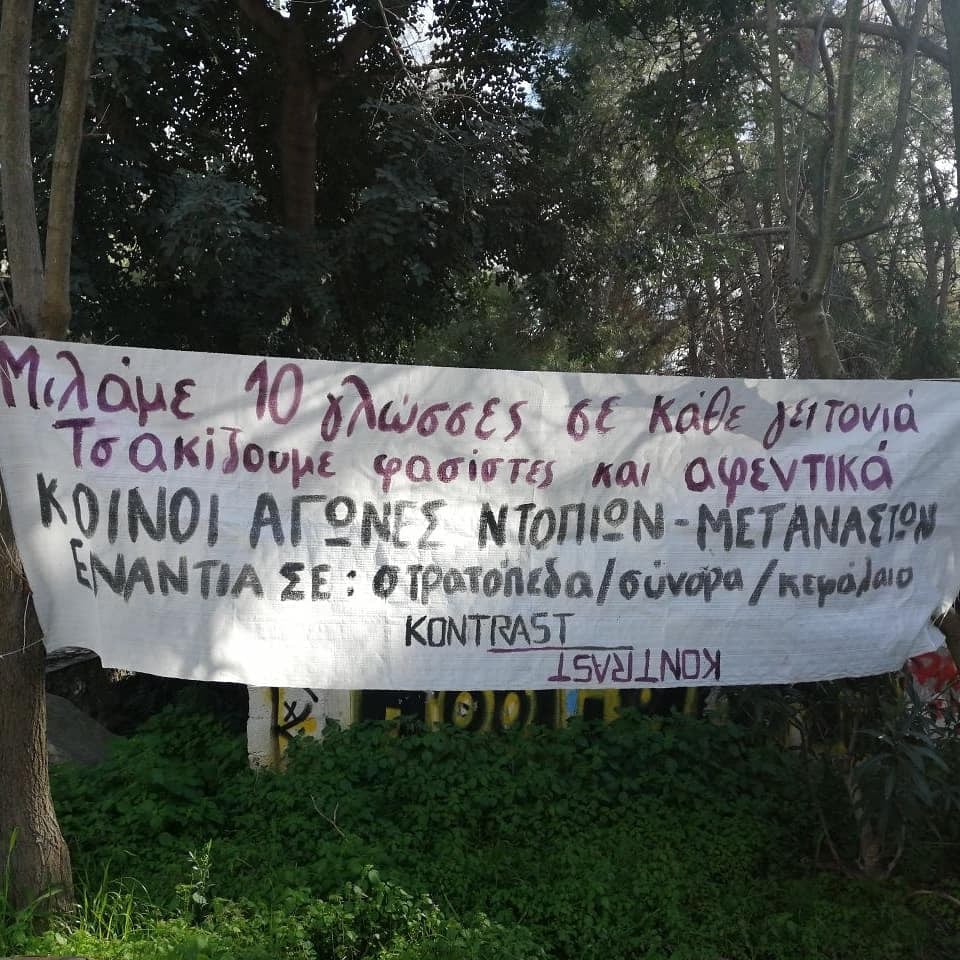 Μιλάμε 10 γλώσσες σε κάθε γειτονιά
Τσακίζουμε φασίστες και αφεντικά
ΚΟΙΝΟΙ ΑΓΩΝΕΣ ΝΤΟΠΙΩΝ - ΜΕΤΑΝΑΣΤΩΝ
ΕΝΑΝΤΙΑ ΣΕ: στρατόπεδα/σύνορα/κεφάλαιο
KONTRAST
KONTRAST